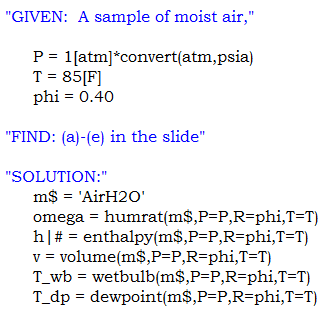 "GIVEN:  A sample of moist air,"
P = 1[atm]*convert(atm,psia)
T = 85[F]
phi = 0.40
"FIND: (a)-(e) in the slide"
"SOLUTION:"
m$ = 'AirH2O'
omega = humrat(m$,P=P,R=phi,T=T)
h|# = enthalpy(m$,P=P,R=phi,T=T)
v = volume(m$,P=P,R=phi,T=T)
T_wb = wetbulb(m$,P=P,R=phi,T=T)
T_dp = dewpoint(m$,P=P,R=phi,T=T)